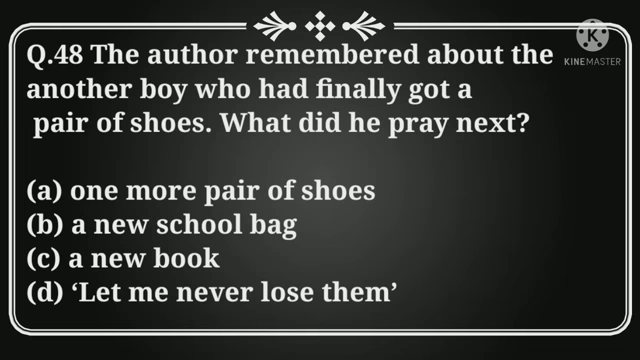 Q.48 The author remembered about the
another boy who had finally got a
pair of shoes. What did he pray next?
(a) one more pair of shoes
(b) a new school bag
(c) a new book
(d) ‘Let me never lose them’
K
KINEMASTER